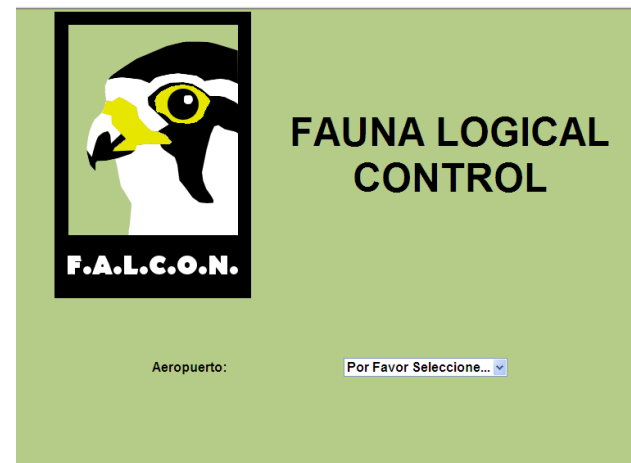 FAUNA LOGICAL
CONTROL
F.A.L.C.O.N.
Aeropuerto:
Por Favor Seleccione...